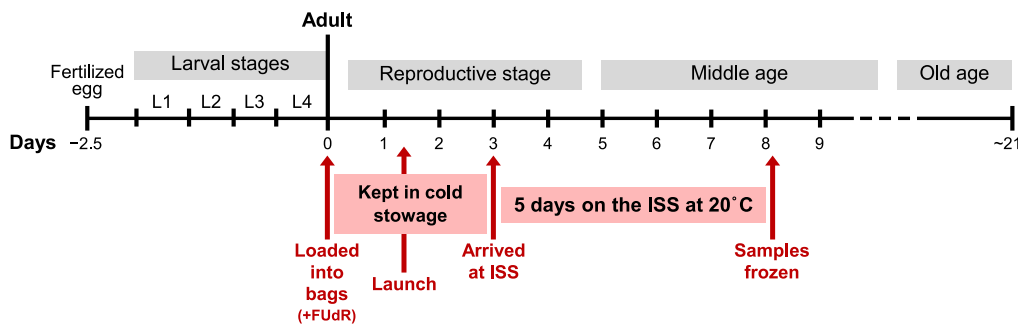 Adult
Fertilized
egg
Larval stages
Reproductive stage
Middle age
Old age
L1 L2 L3 L4
Days −2.5 0 1 2 3 4 5 6 7 8 9 ~21
Kept in cold
stowage
5 days on the ISS at 20˚C
Loaded
into
bags
(+FUdR)
Launch
Arrived
at ISS
Samples
frozen